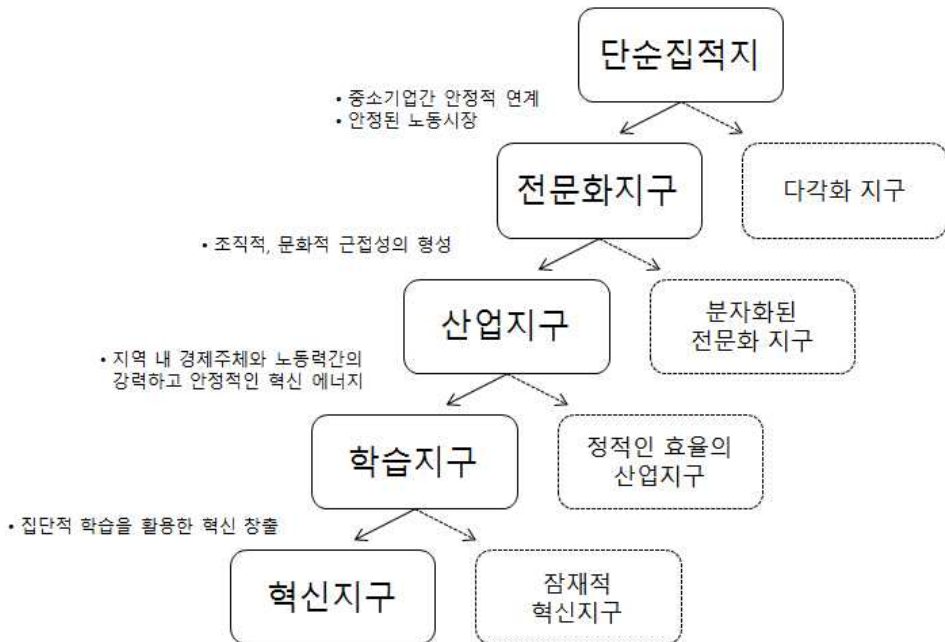 단순집적지
• 중소기업간 안정적 연계
• 안정된 노동시장
전문화지구
다각화 지구
• 조직적, 문화적 근접성의 형성
산업지구
분자화된
전문화 지구
• 지역 내 경제주체와 노동력간의
강력하고 안정적인 혁신 에너지
학습지구
정적인 효율의
산업지구
• 집단적 학습을 활용한 혁신 창출
혁신지구
잠재적
혁신지구